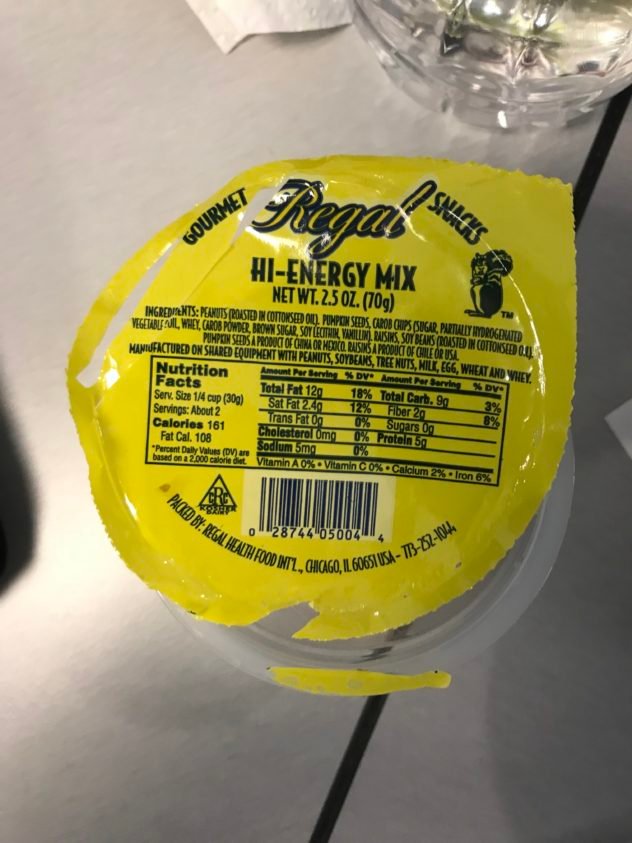 GOURMET Regal SNACKS
HI-ENERGY MIX
NET WT. 2.5 OZ. (70g)
INGREDIENTS: PEANUTS (ROASTED IN COTTONSEED OIL), PUMPKIN SEEDS, CAROB CHIPS (SUGAR, PARTIALLY HYDROGENATED
VEGETABLE OIL, WHEY, CAROB POWDER, BROWN SUGAR, SOY LECITHIN, VANILLIN), RAISINS, SOY BEANS (ROASTED IN COTTONSEED OIL).
PUMPKIN SEEDS A PRODUCT OF CHINA OR MEXICO. RAISINS A PRODUCT OF CHILE OR USA.
MANUFACTURED ON SHARED EQUIPMENT WITH PEANUTS, SOYBEANS, TREE NUTS, MILK, EGG, WHEAT AND WHEY.
TM
Nutrition
Facts
Serv. Size 1/4 cup (30g)
Servings: About 2
Calories 161
Fat Cal. 108
*Percent Daily Values (DV) are
based on a 2,000 calorie diet.
Amount Per Serving % DV* Amount Per Serving % DV*
Total Fat 12g 18% Total Carb. 9g 3%
Sat Fat 2.4g 12% Fiber 2g 8%
Trans Fat 0g 0% Sugars 0g
Cholesterol 0mg 0% Protein 5g
Sodium 5mg 0%
Vitamin A 0% • Vitamin C 0% • Calcium 2% • Iron 6%
CRC
KOSHER
0 28744 05004 4
PACKED BY: REGAL HEALTH FOOD INT'L., CHICAGO, IL 60651 USA - 773-252-1044